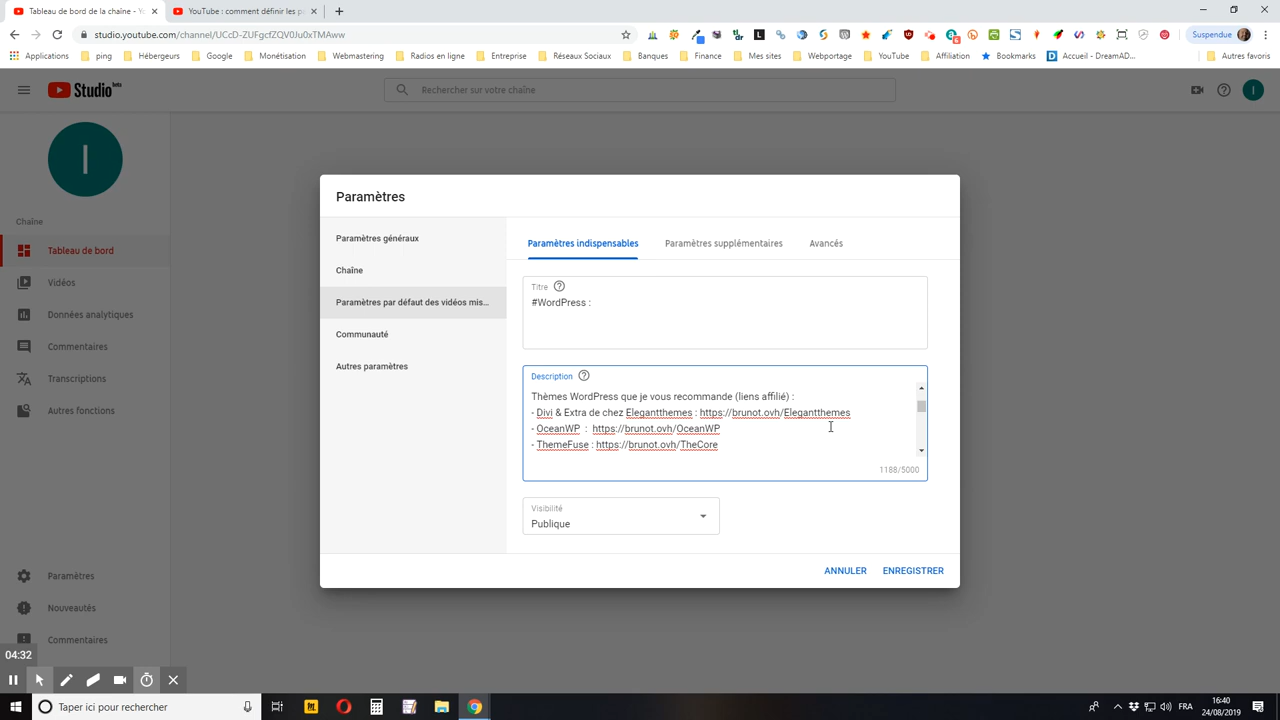 Tableau de bord de la chaîne - Y
YouTube : comment définir les pa
studio.youtube.com/channel/UCcD-ZUFgcfZQV0Ju0xTMAww
Suspendue
Applications
ping
Hébergeurs
Google
Monétisation
Webmastering
Radios en ligne
Entreprise
Réseaux Sociaux
Banques
Finance
Mes sites
Webportage
YouTube
Affiliation
Bookmarks
Accueil - DreamAD...
Autres favoris
Studio beta
Rechercher sur votre chaîne
I
I
Chaîne
Tableau de bord
Vidéos
Données analytiques
Commentaires
Transcriptions
Autres fonctions
Paramètres
Nouveautés
Commentaires
Paramètres
Paramètres généraux
Chaîne
Paramètres par défaut des vidéos mis...
Communauté
Autres paramètres
Paramètres indispensables
Paramètres supplémentaires
Avancés
Titre
#WordPress :
Description
Thèmes WordPress que je vous recommande (liens affilié) :
- Divi & Extra de chez Elegantthemes : https://brunot.ovh/Elegantthemes
- OceanWP : https://brunot.ovh/OceanWP
- ThemeFuse : https://brunot.ovh/TheCore
1188/5000
Visibilité
Publique
ANNULER
ENREGISTRER
04:32
Taper ici pour rechercher
FRA
16:40
24/08/2019